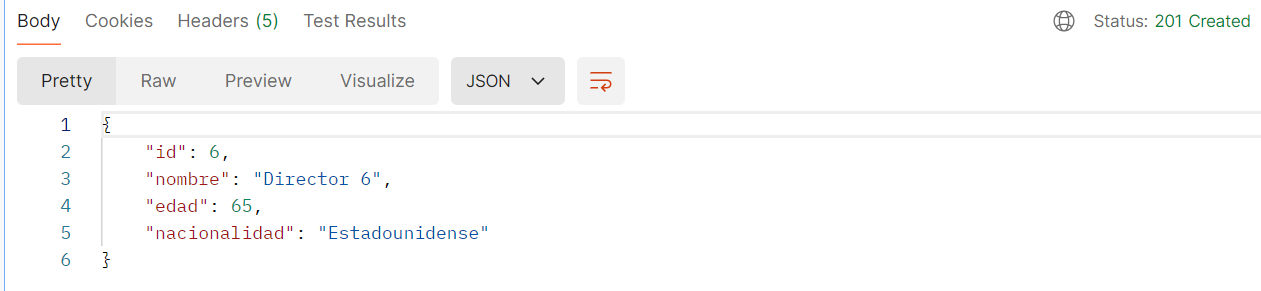 Body Cookies Headers (5) Test Results Status: 201 Created
Pretty Raw Preview Visualize JSON
1 {
2 "id": 6,
3 "nombre": "Director 6",
4 "edad": 65,
5 "nacionalidad": "Estadounidense"
6 }